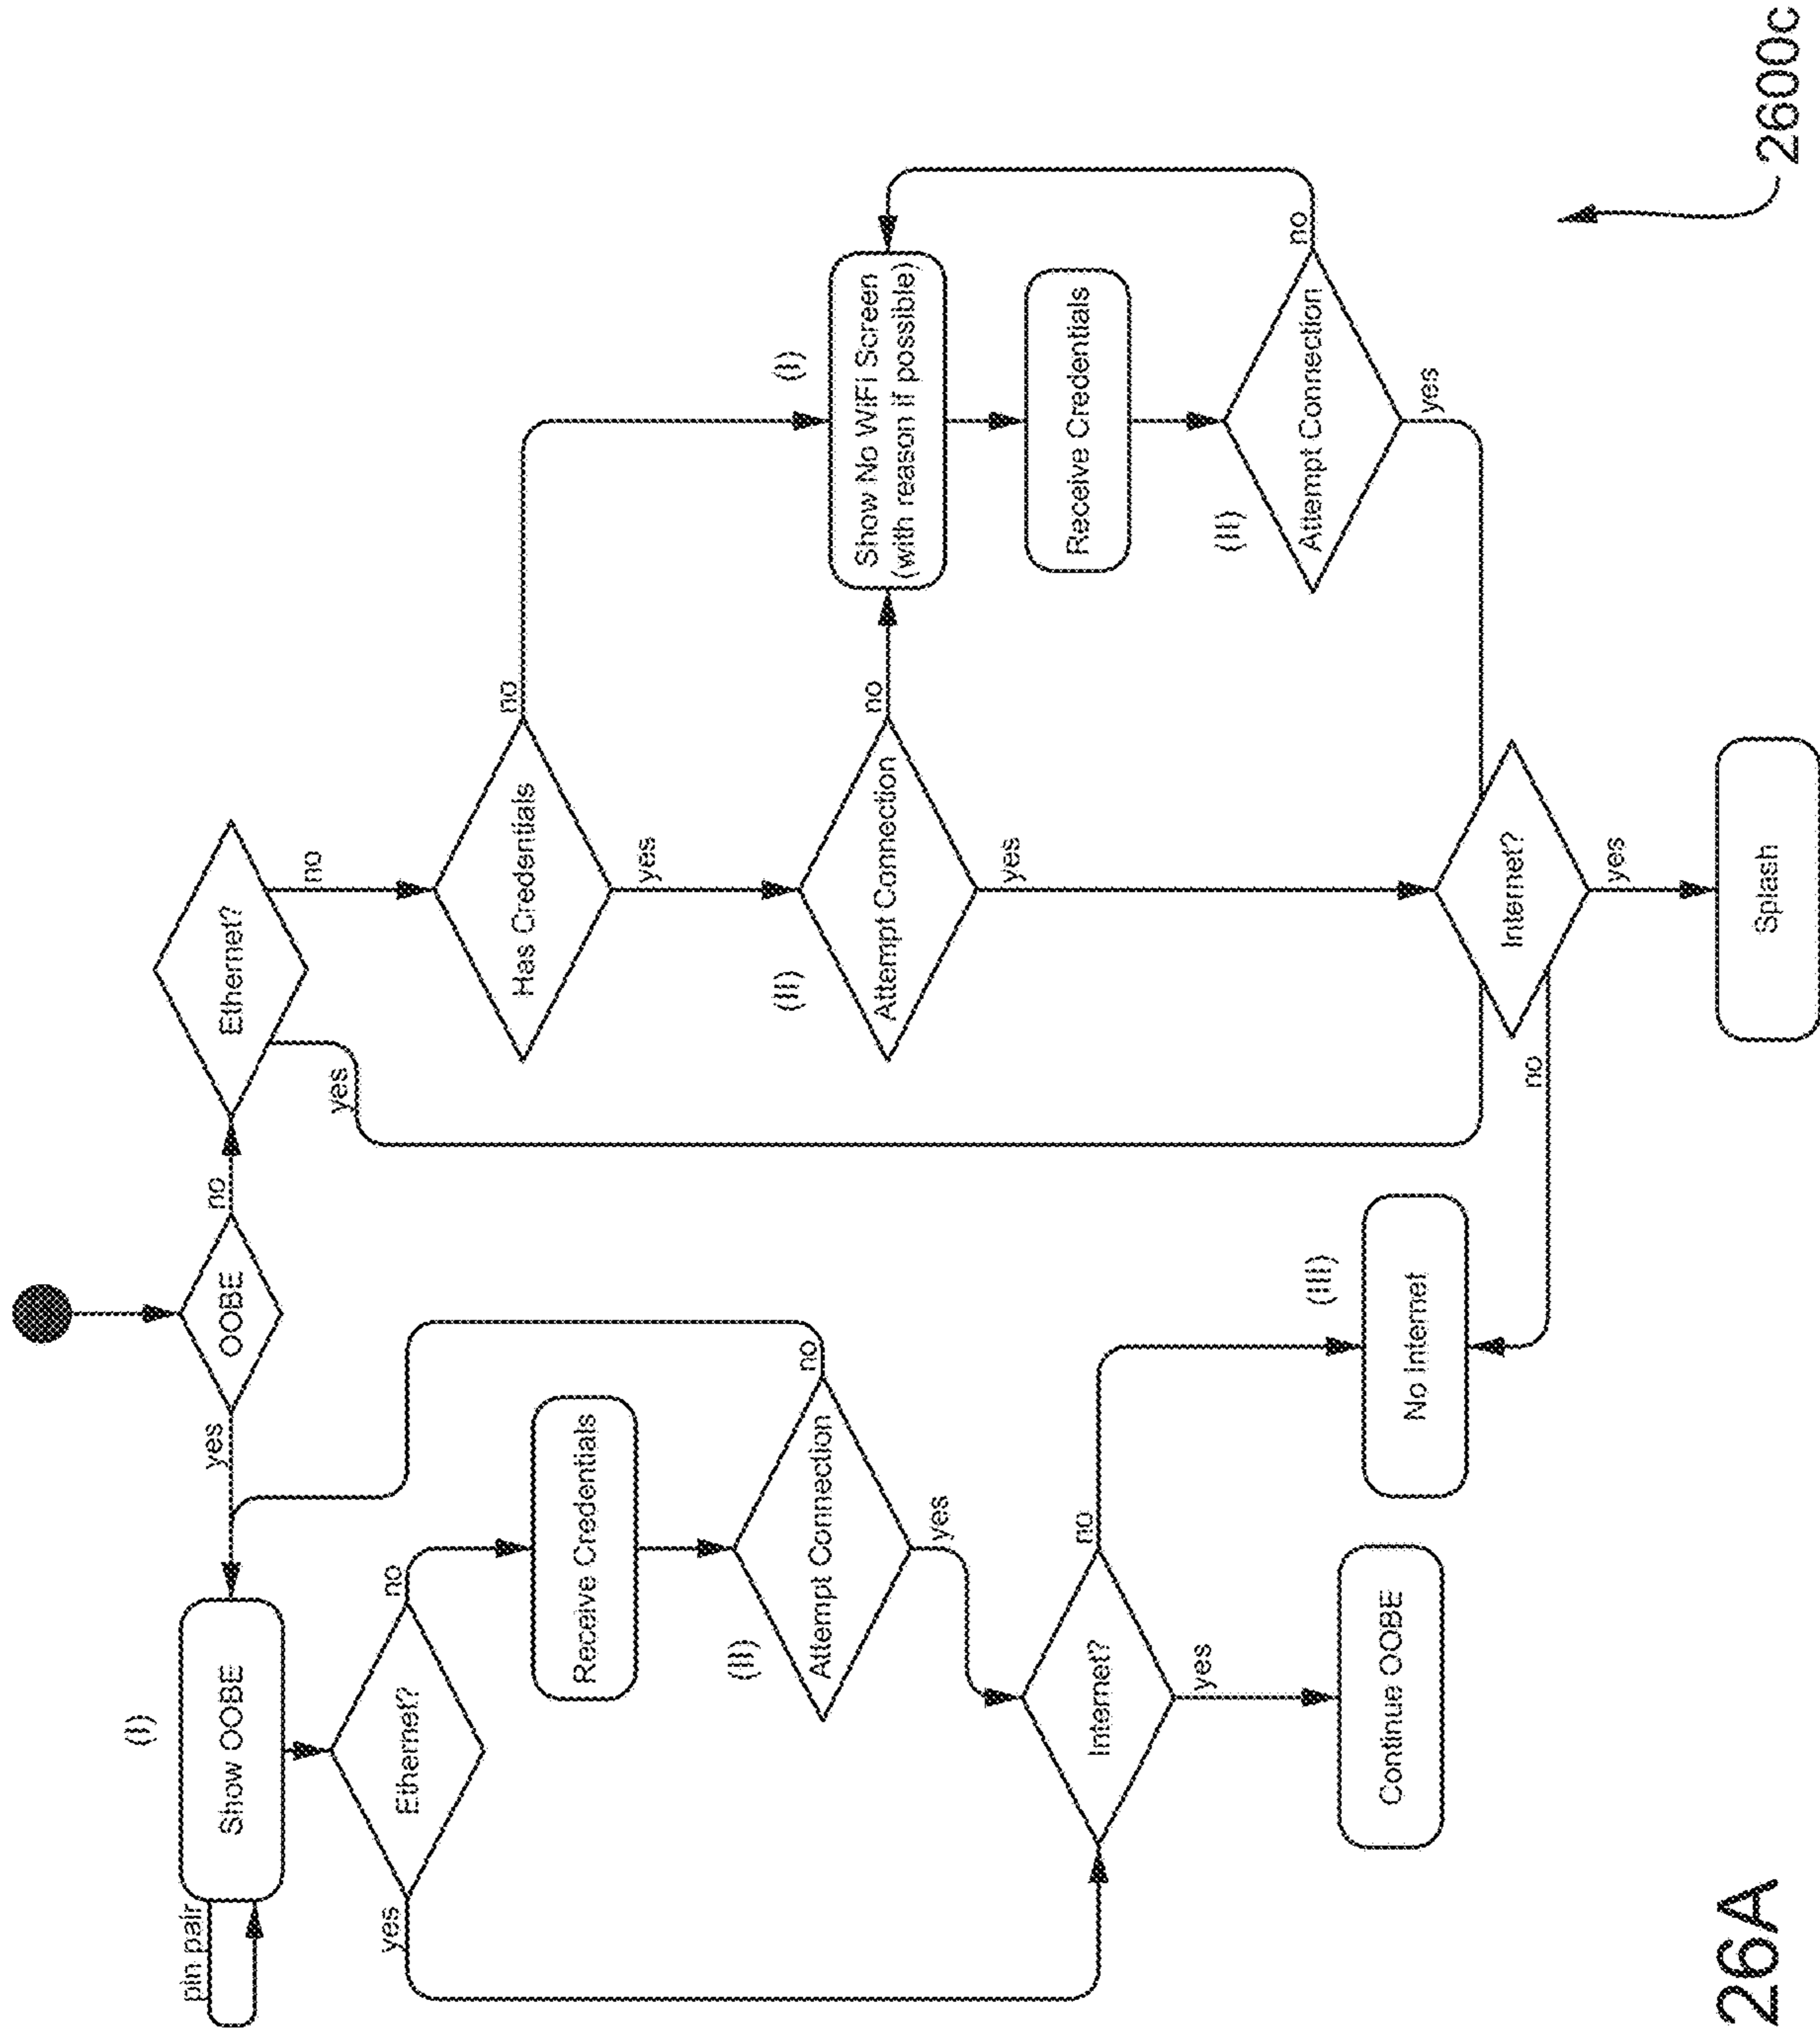 (I)
pin pair
yes
no
Show OOBE
OOBE
Ethernet?
no
yes
yes
no
Ethernet?
no
Has Credentials
Receive Credentials
yes
(II)
(II)
(I)
no
Attempt Connection
no
Attempt Connection
Show No WiFi Screen
(with reason if possible)
yes
yes
Receive Credentials
no
Internet?
yes
(II)
no
Attempt Connection
(III)
Continue OOBE
No Internet
yes
Internet?
no
yes
26A
Splash
2600c